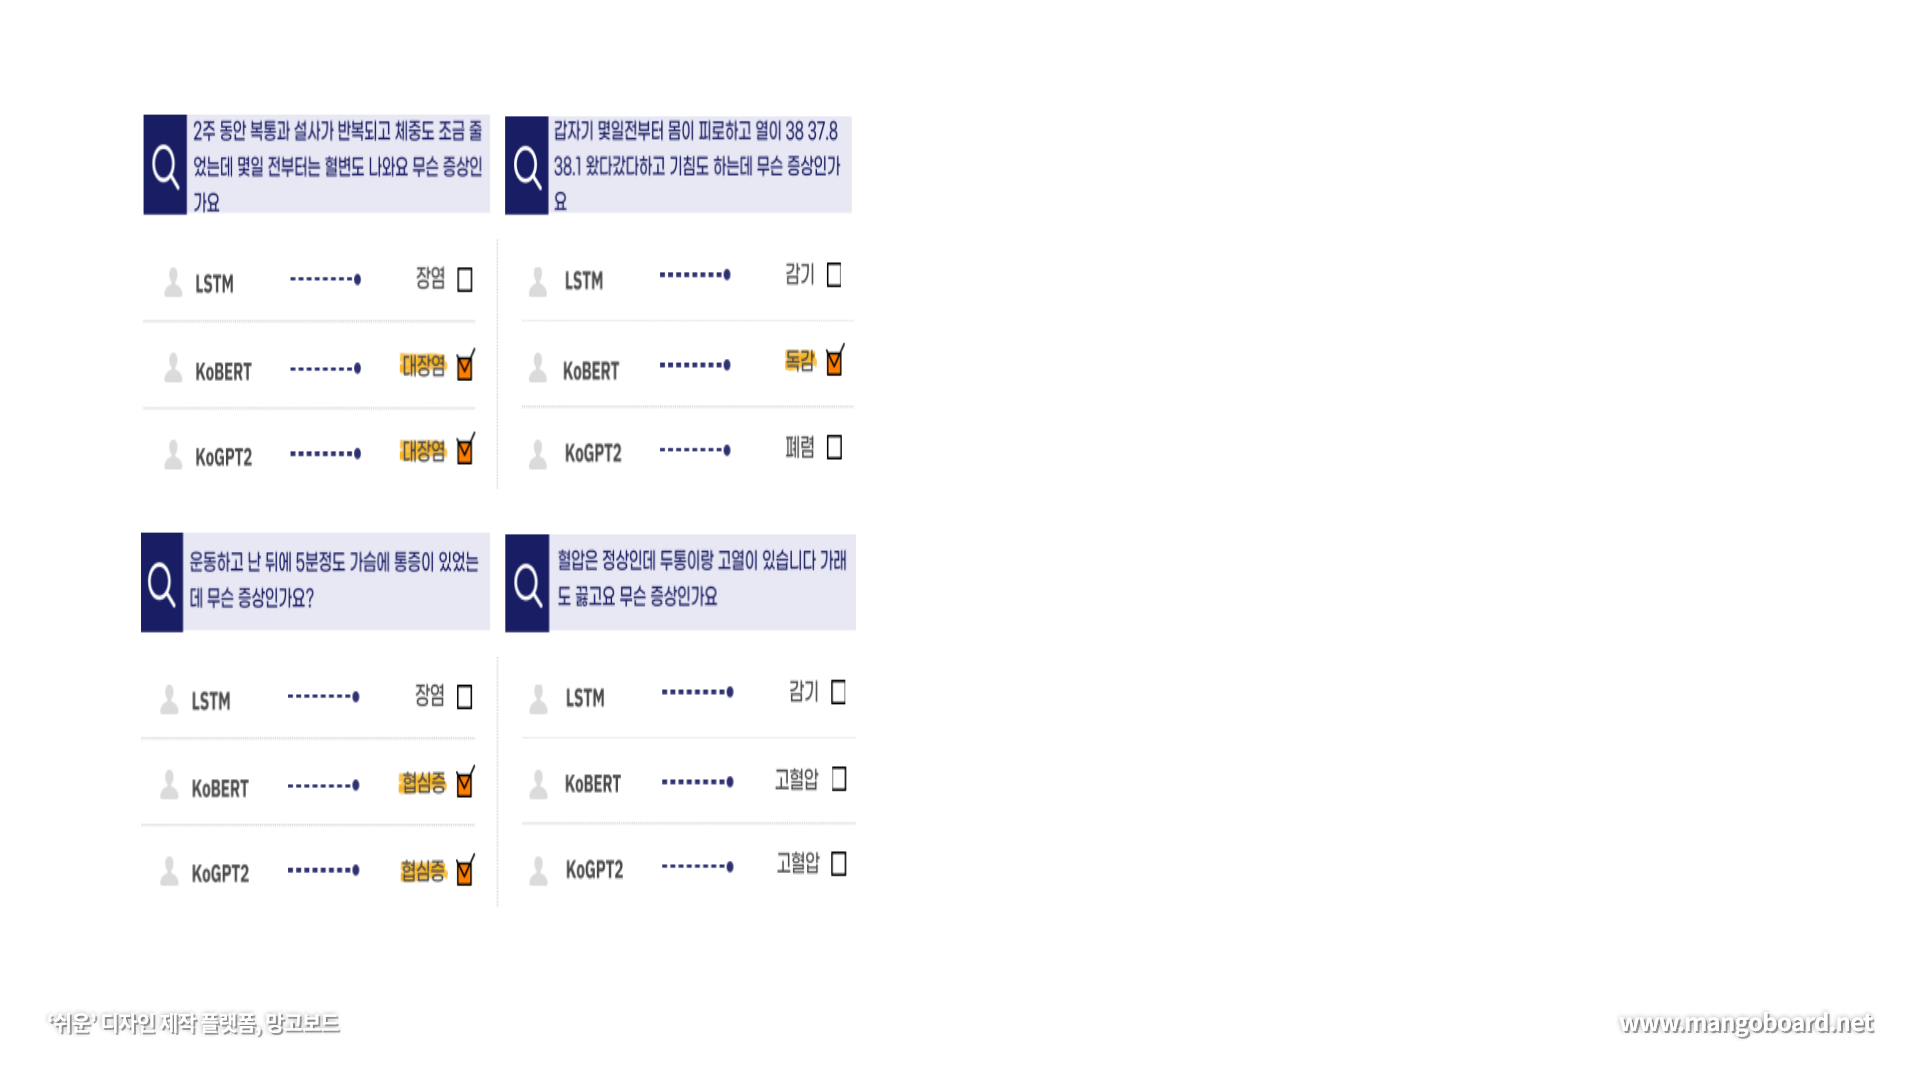 2주 동안 복통과 설사가 반복되고 체중도 조금 줄
었는데 몇일 전부터는 혈변도 나와요 무슨 증상인
가요
LSTM 장염
KoBERT 대장염
KoGPT2 대장염
갑자기 몇일전부터 몸이 피로하고 열이 38 37.8
38.1 왔다갔다하고 기침도 하는데 무슨 증상인가
요
LSTM 감기
KoBERT 독감
KoGPT2 폐렴
운동하고 난 뒤에 5분정도 가슴에 통증이 있었는
데 무슨 증상인가요?
LSTM 장염
KoBERT 협심증
KoGPT2 협심증
혈압은 정상인데 두통이랑 고열이 있습니다 가래
도 끓고요 무슨 증상인가요
LSTM 감기
KoBERT 고혈압
KoGPT2 고혈압
'쉬운' 디자인 제작 플랫폼, 망고보드
www.mangoboard.net